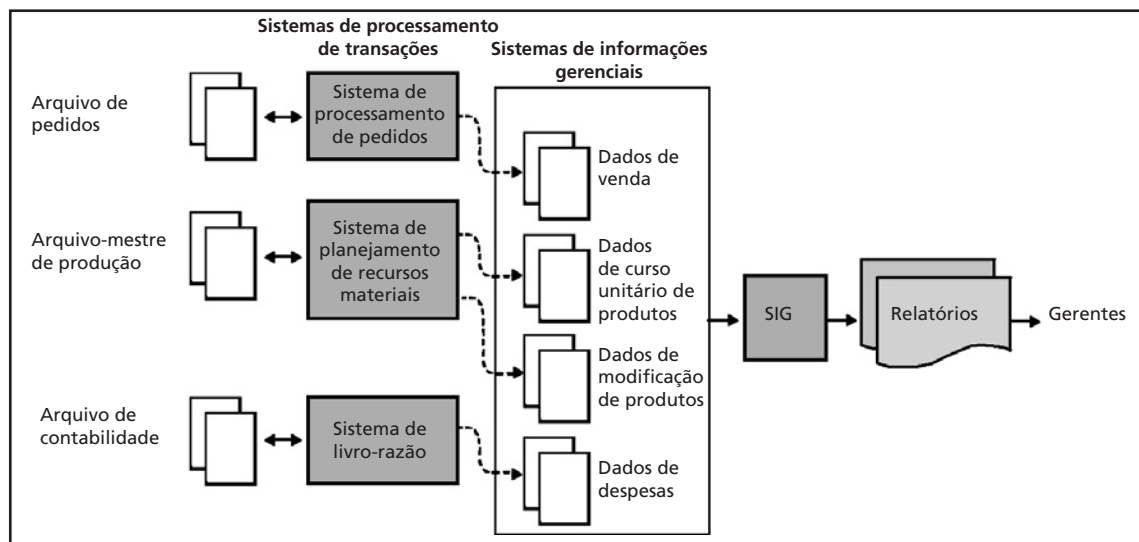 Sistemas de processamento
de transações
Sistemas de informações
gerenciais
Arquivo de
pedidos
Sistema de
processamento
de pedidos
Dados de
venda
Arquivo-mestre
de produção
Sistema de
planejamento
de recursos
materiais
Dados
de curso
unitário de
produtos
SIG
Relatórios
Gerentes
Dados de
modificação
de produtos
Arquivo de
contabilidade
Sistema de
livro-razão
Dados de
despesas